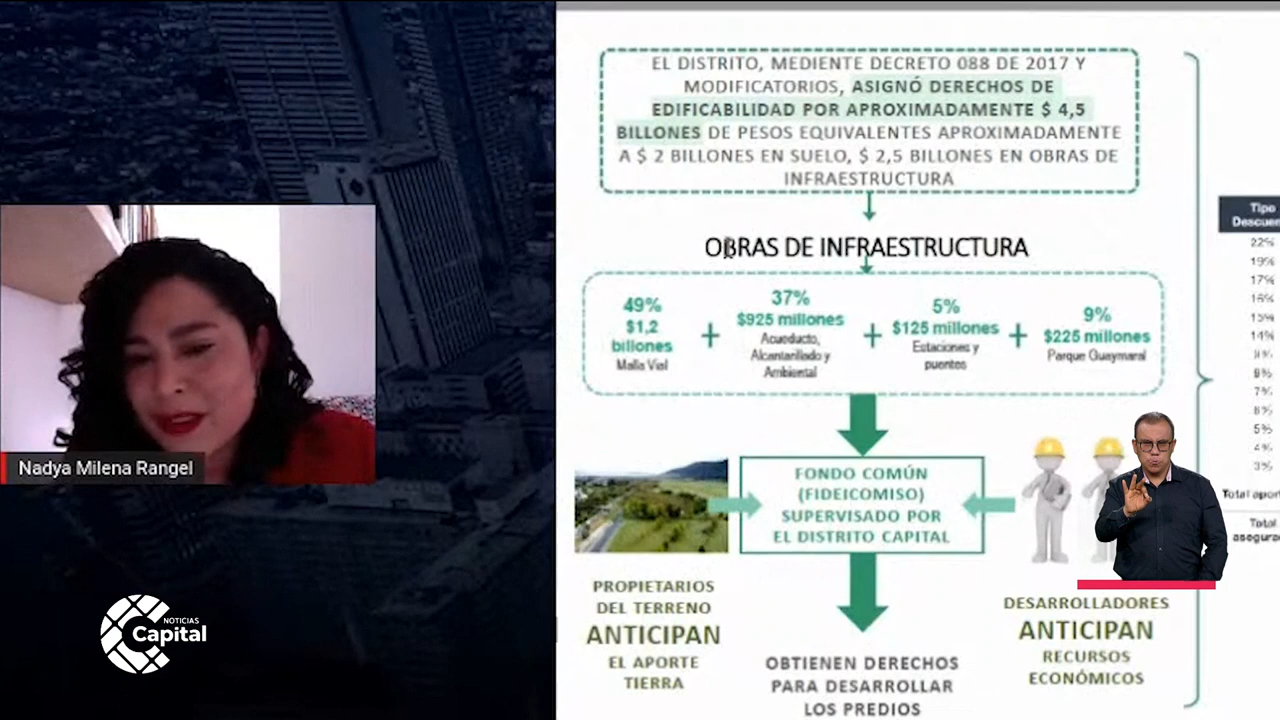 Nadya Milena Rangel
NOTICIAS
Capital
EL DISTRITO, MEDIENTE DECRETO 088 DE 2017 Y
MODIFICATORIOS, ASIGNÓ DERECHOS DE
EDIFICABILIDAD POR APROXIMADAMENTE $ 4,5
BILLONES DE PESOS EQUIVALENTES APROXIMADAMENTE
A $ 2 BILLONES EN SUELO, $ 2,5 BILLONES EN OBRAS DE
INFRAESTRUCTURA
OBRAS DE INFRAESTRUCTURA
49%
$1,2
billones
Malla Vial
+
37%
$925 millones
Acueducto,
Alcantarillado y
Ambiental
+
5%
$125 millones
Estaciones y
puentes
+
9%
$225 millones
Parque Guaymaral
FONDO COMÚN
(FIDEICOMISO)
SUPERVISADO POR
EL DISTRITO CAPITAL
PROPIETARIOS
DEL TERRENO
ANTICIPAN
EL APORTE
TIERRA
OBTIENEN DERECHOS
PARA DESARROLLAR
LOS PREDIOS
DESARROLLADORES
ANTICIPAN
RECURSOS
ECONÓMICOS
Tipo
22%
19%
17%
16%
15%
14%
9%
7%
5%
4%
3%
Total